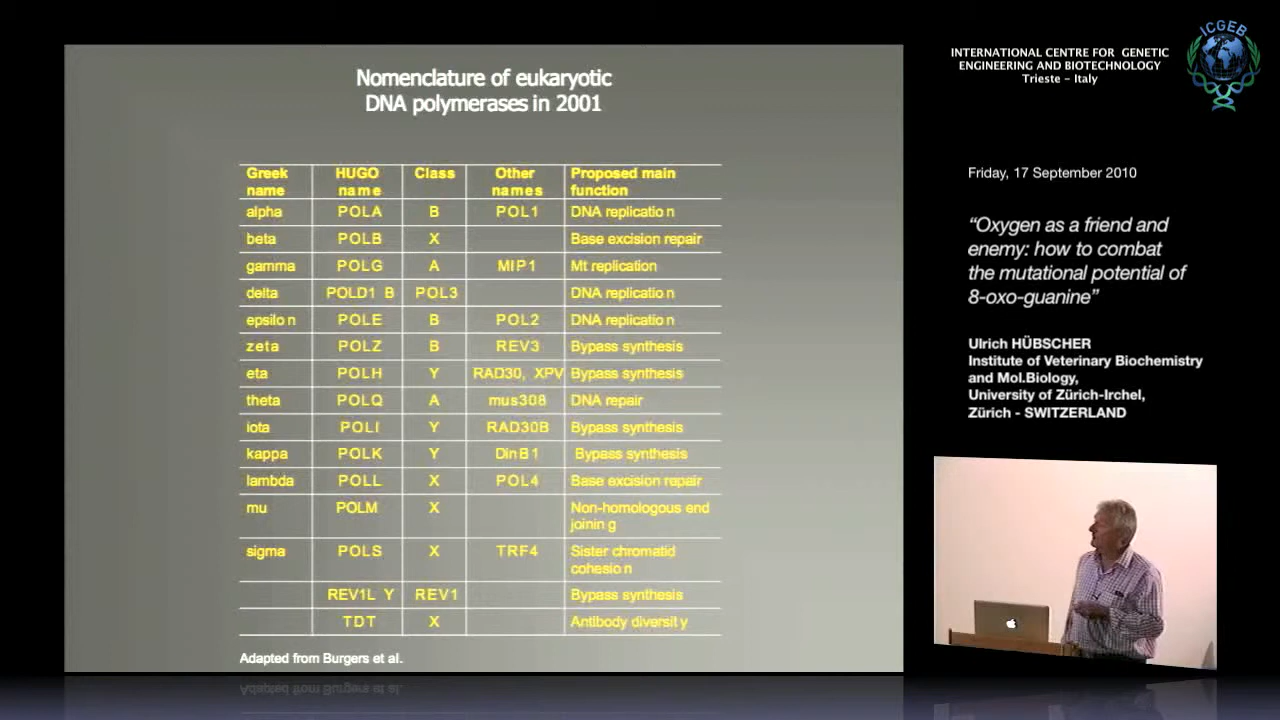 Nomenclature of eukaryotic
DNA polymerases in 2001
Greek name HUGO name Class Other names Proposed main function
alpha POLA B POL1 DNA replication
beta POLB X Base excision repair
gamma POLG A MIP1 Mt replication
delta POLD1 B POL3 DNA replication
epsilon POLE B POL2 DNA replication
zeta POLZ B REV3 Bypass synthesis
eta POLH Y RAD30, XPV Bypass synthesis
theta POLQ A mus308 DNA repair
iota POLI Y RAD30B Bypass synthesis
kappa POLK Y DinB1 Bypass synthesis
lambda POLL X POL4 Base excision repair
mu POLM X Non-homologous end joining
sigma POLS X TRF4 Sister chromatid cohesion
REV1L Y REV1 Bypass synthesis
TDT X Antibody diversity
Adapted from Burgers et al.
ICGEB
INTERNATIONAL CENTRE FOR GENETIC
ENGINEERING AND BIOTECHNOLOGY
Trieste - Italy
Friday, 17 September 2010
"Oxygen as a friend and
enemy: how to combat
the mutational potential of
8-oxo-guanine"
Ulrich HÜBSCHER
Institute of Veterinary Biochemistry
and Mol.Biology,
University of Zürich-Irchel,
Zürich - SWITZERLAND